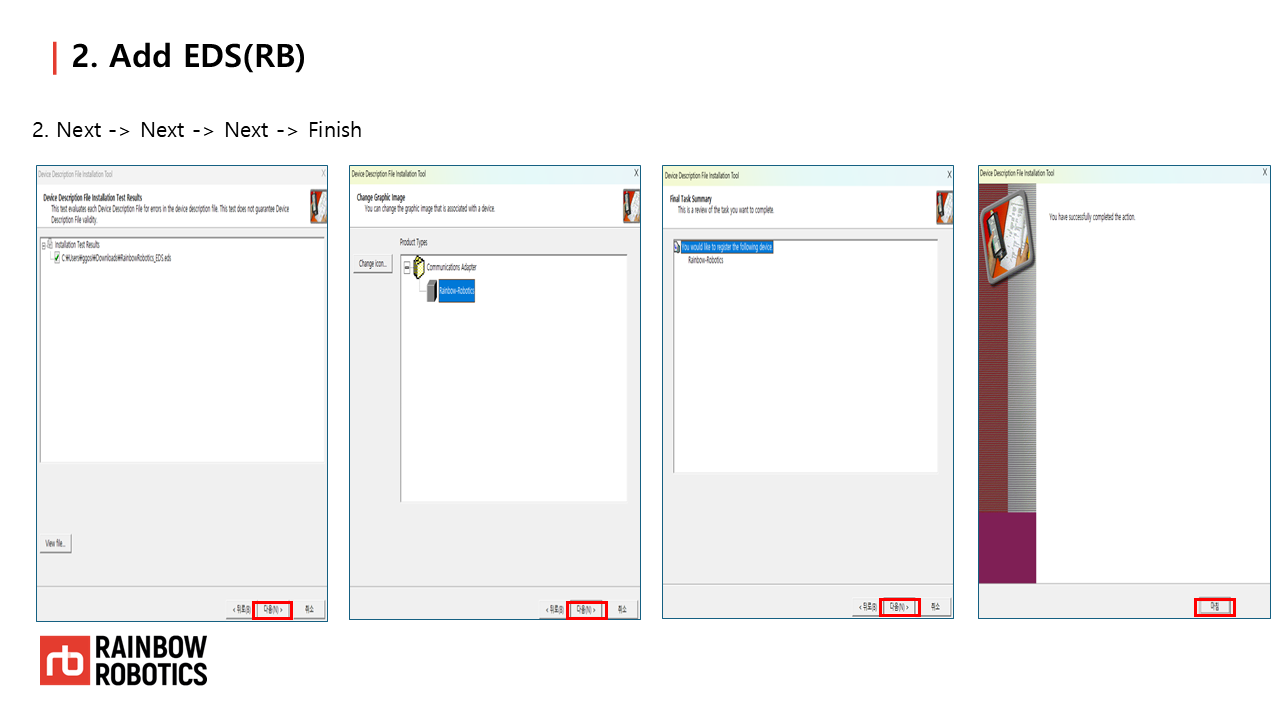 2. Add EDS(RB)
2. Next -> Next -> Next -> Finish
Device Description File Installation Tool
X
Device Description File Installation Test Results
This test evaluates each Device Description File for errors in the device description file. This test does not guarantee Device
Description File validity.
Installation Test Results
C:₩Users₩ggosi₩Downloads₩RainbowRobotics_EDS.eds
View file...
< 뒤로(B)
다음(N) >
취소
Device Description File Installation Tool
X
Change Graphic Image
You can change the graphic image that is associated with a device.
Product Types
Change icon...
Communications Adapter
Rainbow-Robotics
< 뒤로(B)
다음(N) >
취소
Device Description File Installation Tool
X
Final Task Summary
This is a review of the task you want to complete.
You would like to register the following device.
Rainbow-Robotics
< 뒤로(B)
다음(N) >
취소
Device Description File Installation Tool
X
You have successfully completed the action.
마침
rb
RAINBOW
ROBOTICS